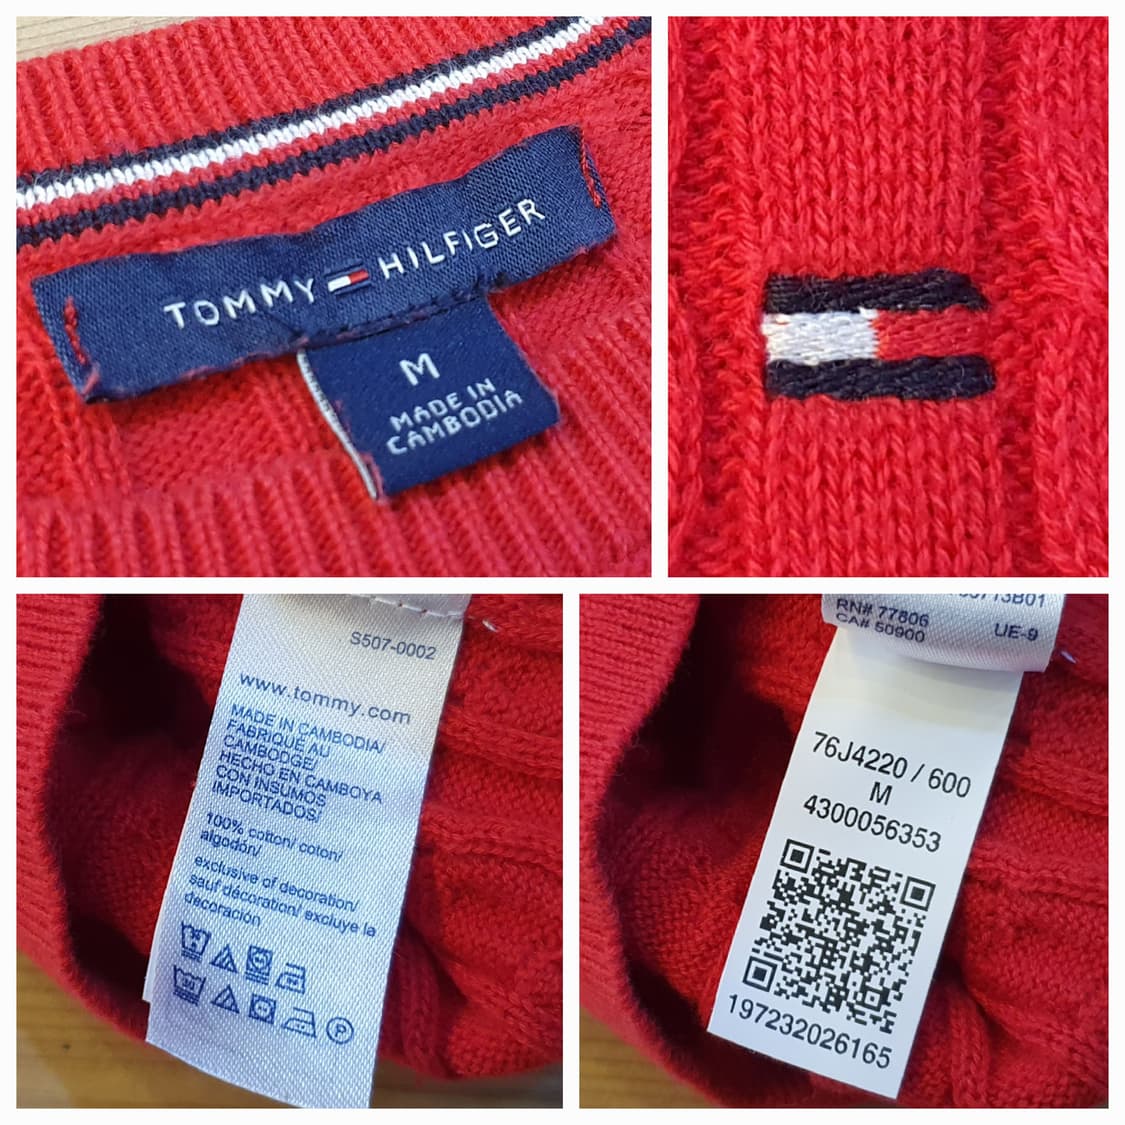 TOMMY HILFIGER
M
MADE IN
CAMBODIA
S507-0002
www.tommy.com
MADE IN CAMBODIA/
FABRIQUÉ AU
CAMBODGE/
HECHO EN CAMBOYA
CON INSUMOS
IMPORTADOS/
100% cotton/ coton/
algodón/
exclusive of decoration/
sauf décoration/ excluye la
decoración
P
RN# 77806
CA# 50900
UE-9
76J4220 / 600
M
4300056353
197232026165